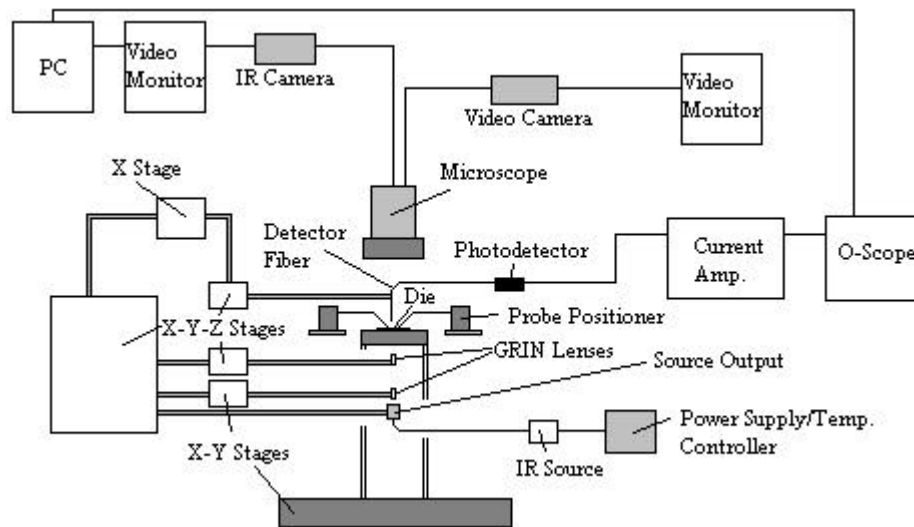 PC
Video
Monitor
IR Camera
Video Camera
Video
Monitor
X Stage
Microscope
Detector
Fiber
Photodetector
Current
Amp.
O-Scope
Die
X-Y-Z Stages
Probe Positioner
GRIN Lenses
Source Output
X-Y Stages
IR Source
Power Supply/Temp.
Controller